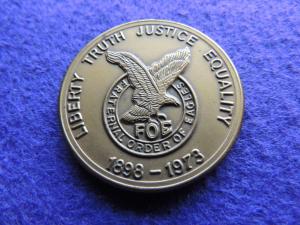 LIBERTY TRUTH JUSTICE EQUALITY
FRATERNAL ORDER OF EAGLES
FOE
1898-1973